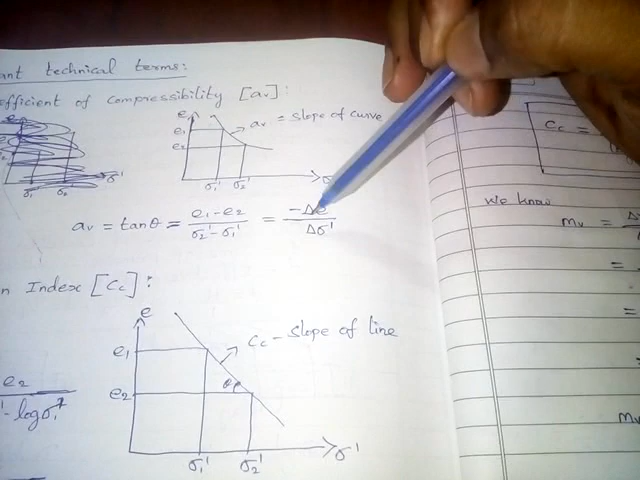 ant technical terms:
efficient of compressibility [av]:
e
e1
e2
av = slope of curve
σ1' σ2'
σ1' σ2' σ'
av = tanθ = e1-e2 / σ2'-σ1' = -Δe / Δσ'
n Index [Cc]:
e
e1
e2
Cc - slope of line
θ
σ1' σ2' σ'
e2
- logσ1'
Cc =
We know
mv =
=
=
mv